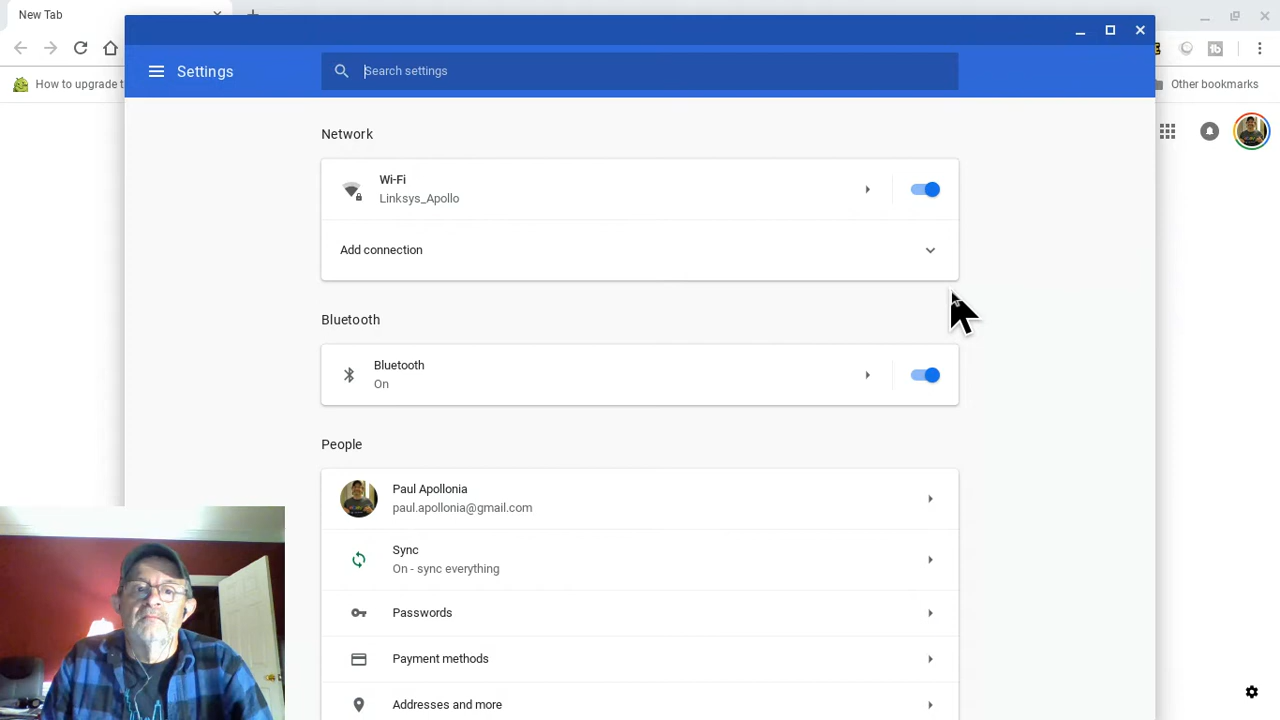 New Tab
Settings
Search settings
How to upgrade t
Other bookmarks
Network
Wi-Fi
Linksys_Apollo
Add connection
Bluetooth
Bluetooth
On
People
Paul Apollonia
paul.apollonia@gmail.com
Sync
On - sync everything
Passwords
Payment methods
Addresses and more